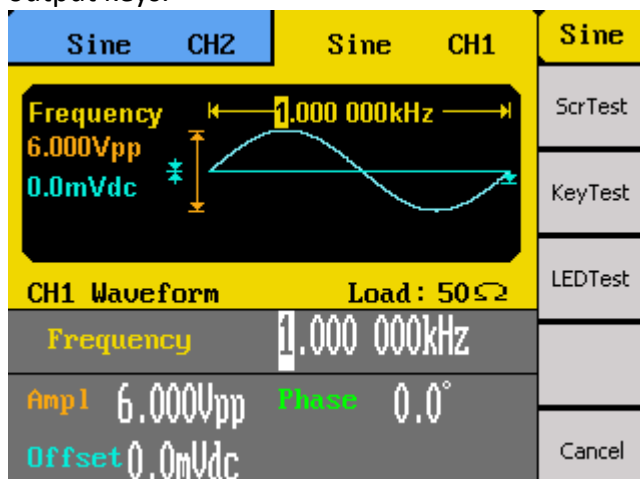 Sine CH2 Sine CH1 Sine
Frequency 1.000 000kHz
6.000Vpp
0.0mVdc
ScrTest
KeyTest
LEDTest
Cancel
CH1 Waveform Load: 50Ω
Frequency 1.000 000kHz
Ampl 6.000Vpp Phase 0.0°
Offset 0.0mVdc